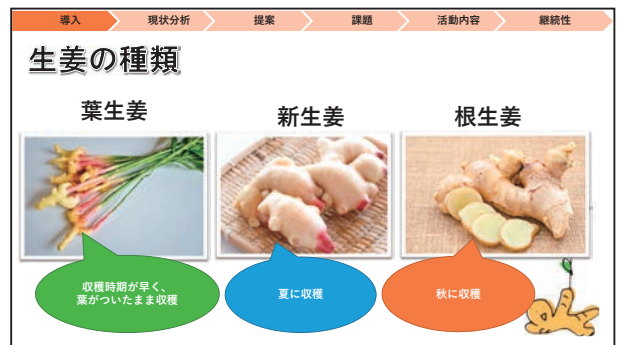 導入 現状分析 提案 課題 活動内容 継続性
生姜の種類
葉生姜 新生姜 根生姜
収穫時期が早く、
葉がついたまま収穫
夏に収穫
秋に収穫